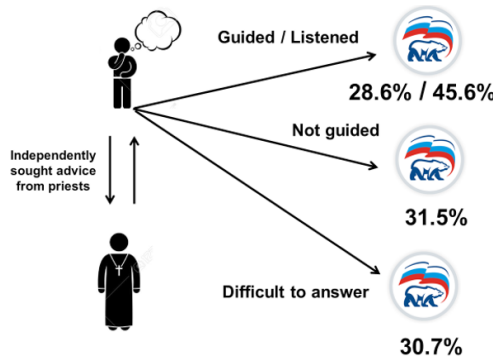 Guided / Listened
28.6% / 45.6%
Not guided
Independently
sought advice
from priests
31.5%
Difficult to answer
30.7%